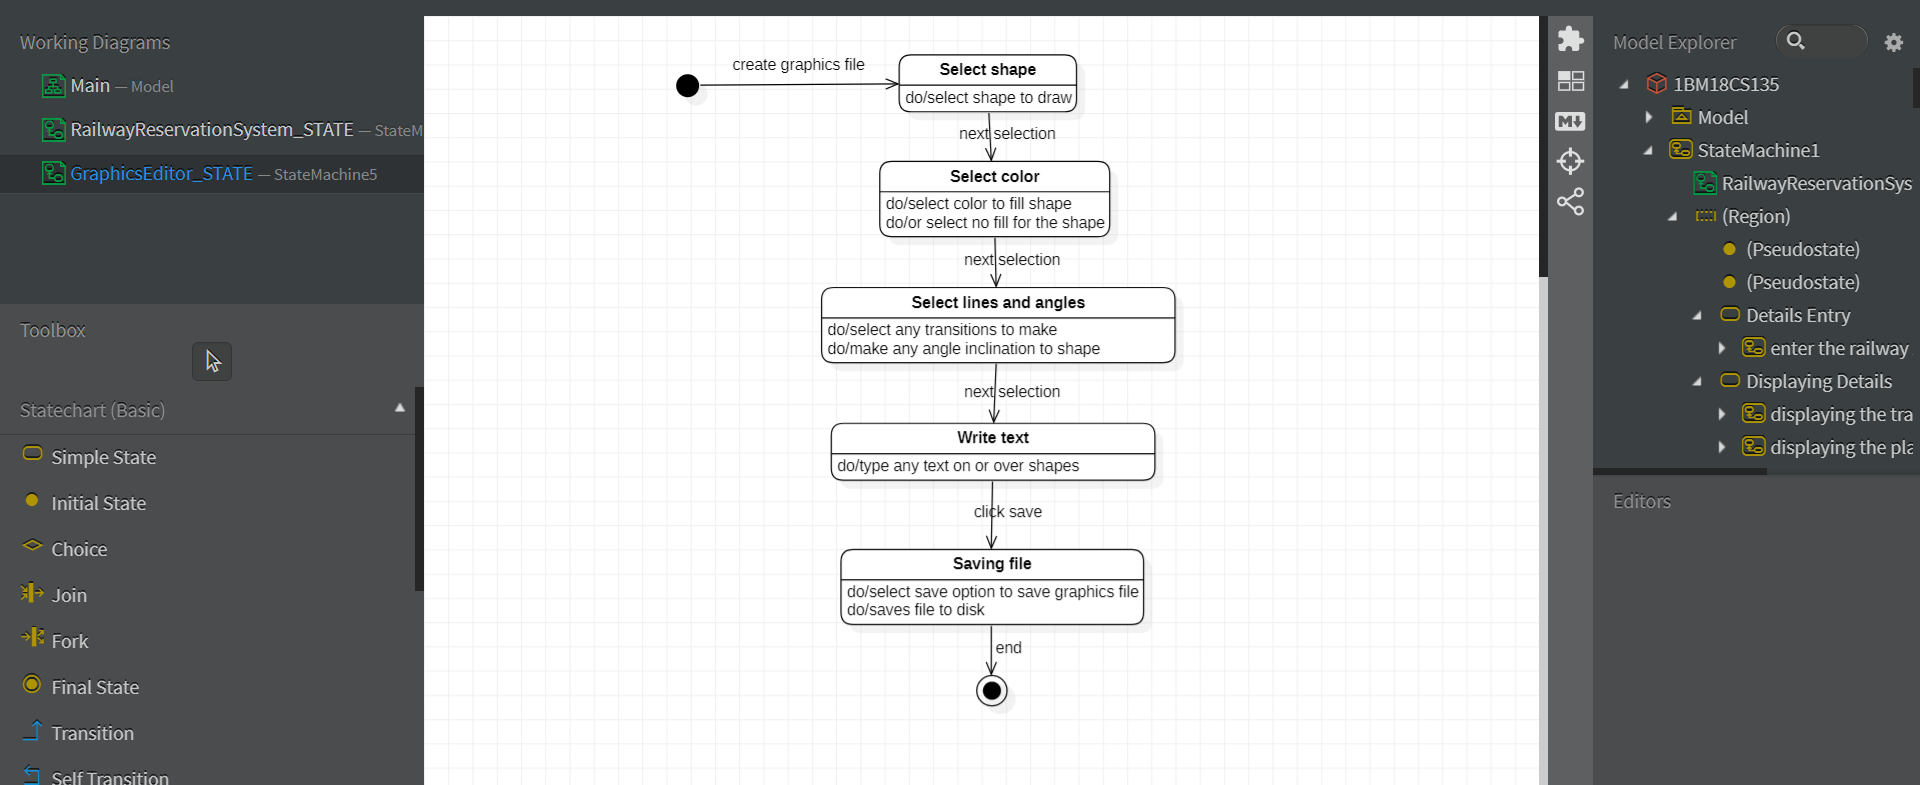 Working Diagrams
Main — Model
RailwayReservationSystem_STATE — StateM
GraphicsEditor_STATE — StateMachine5
Toolbox
Statechart (Basic)
Simple State
Initial State
Choice
Join
Fork
Final State
Transition
Self Transition
create graphics file
Select shape
do/select shape to draw
next selection
Select color
do/select color to fill shape
do/or select no fill for the shape
next selection
Select lines and angles
do/select any transitions to make
do/make any angle inclination to shape
next selection
Write text
do/type any text on or over shapes
click save
Saving file
do/select save option to save graphics file
do/saves file to disk
end
M
Model Explorer
1BM18CS135
Model
StateMachine1
RailwayReservationSys
(Region)
(Pseudostate)
(Pseudostate)
Details Entry
enter the railway
Displaying Details
displaying the tra
displaying the pla
Editors